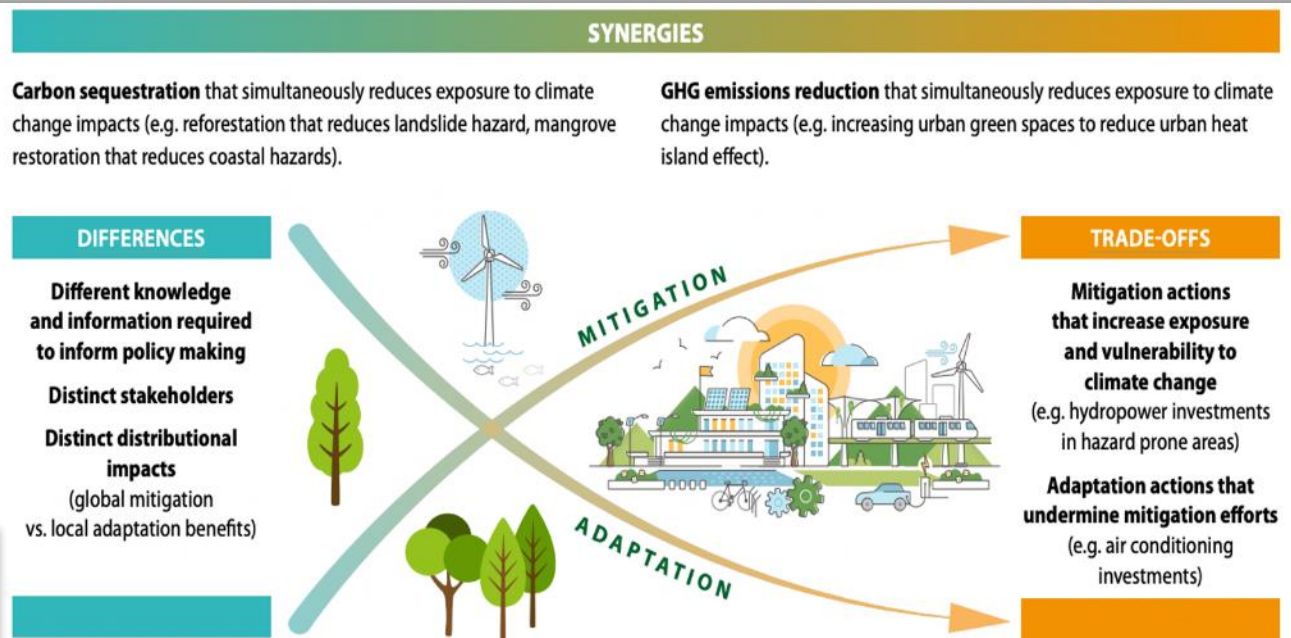 SYNERGIES
Carbon sequestration that simultaneously reduces exposure to climate
change impacts (e.g. reforestation that reduces landslide hazard, mangrove
restoration that reduces coastal hazards).
GHG emissions reduction that simultaneously reduces exposure to climate
change impacts (e.g. increasing urban green spaces to reduce urban heat
island effect).
DIFFERENCES
Different knowledge
and information required
to inform policy making
Distinct stakeholders
Distinct distributional
impacts
(global mitigation
vs. local adaptation benefits)
MITIGATION
ADAPTATION
TRADE-OFFS
Mitigation actions
that increase exposure
and vulnerability to
climate change
(e.g. hydropower investments
in hazard prone areas)
Adaptation actions that
undermine mitigation efforts
(e.g. air conditioning
investments)